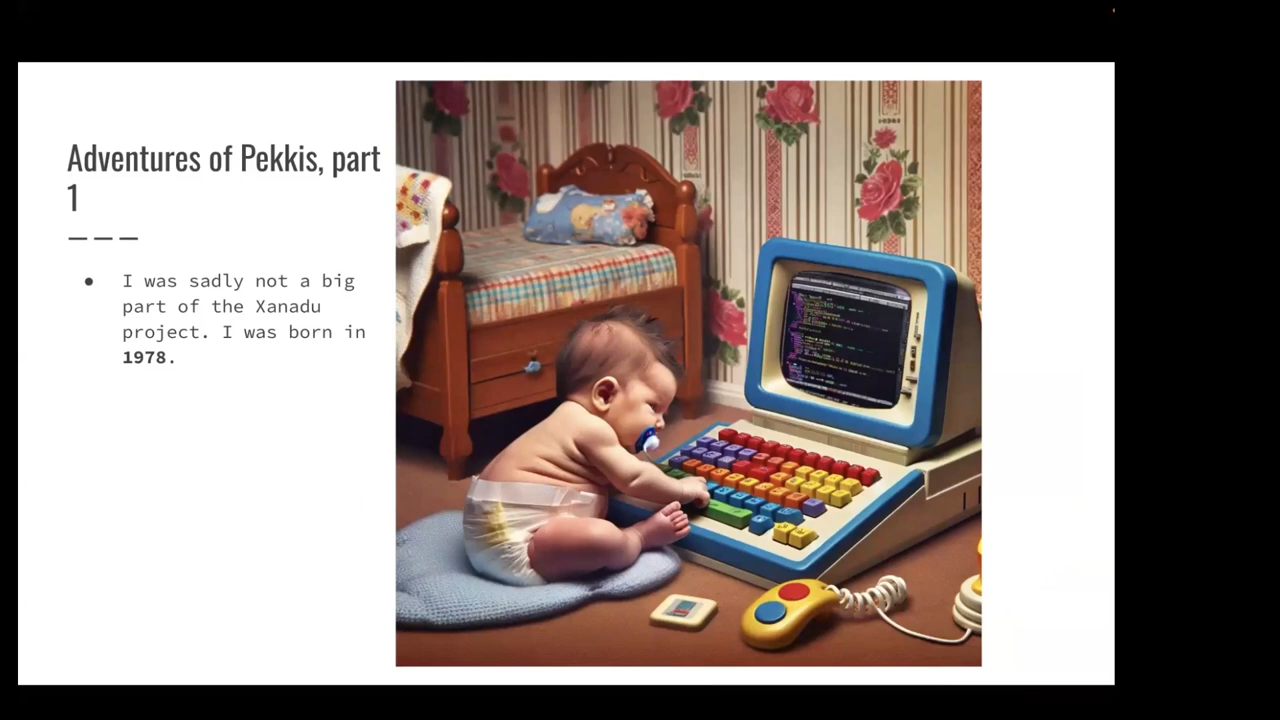 Adventures of Pekkis, part
1
● I was sadly not a big
part of the Xanadu
project. I was born in
1978.